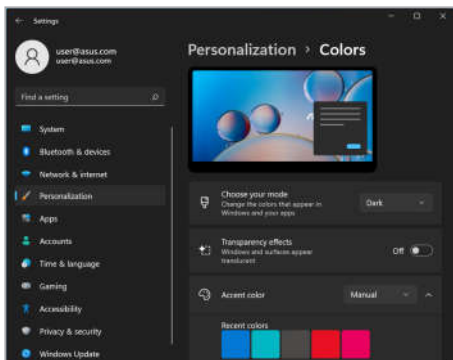 Settings
user@asus.com
user@asus.com
Find a setting
System
Bluetooth & devices
Network & internet
Personalization
Apps
Accounts
Time & language
Gaming
Accessibility
Privacy & security
Windows Update
Personalization > Colors
Choose your mode
Change the colors that appear in
Windows and your apps
Dark
Transparency effects
Windows and surfaces appear
translucent
Off
Accent color
Manual
Recent colors